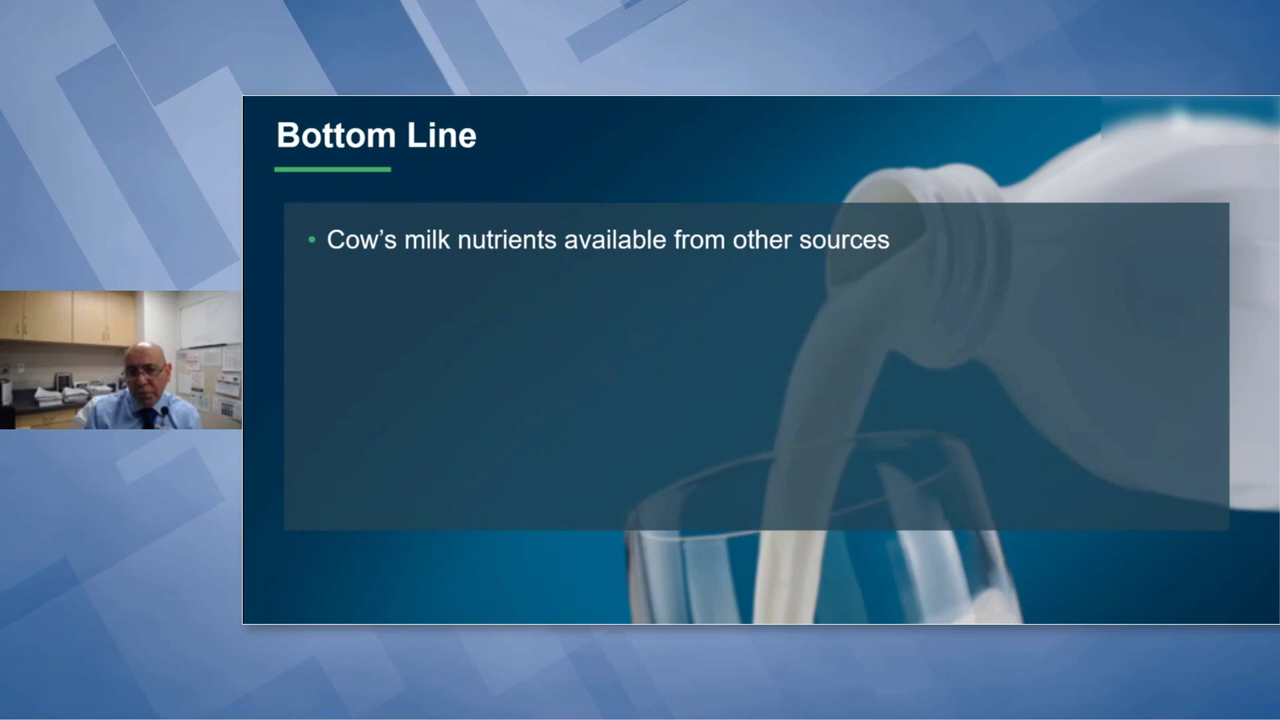 Bottom Line
• Cow’s milk nutrients available from other sources